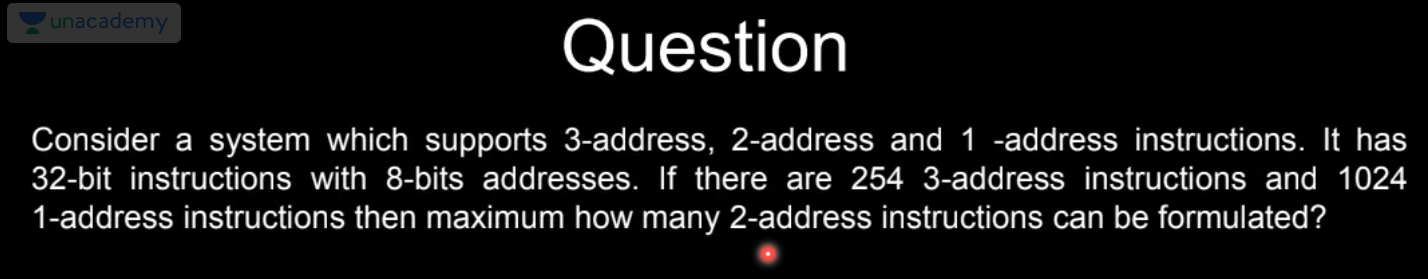 unacademy
Question
Consider a system which supports 3-address, 2-address and 1 -address instructions. It has
32-bit instructions with 8-bits addresses. If there are 254 3-address instructions and 1024
1-address instructions then maximum how many 2-address instructions can be formulated?